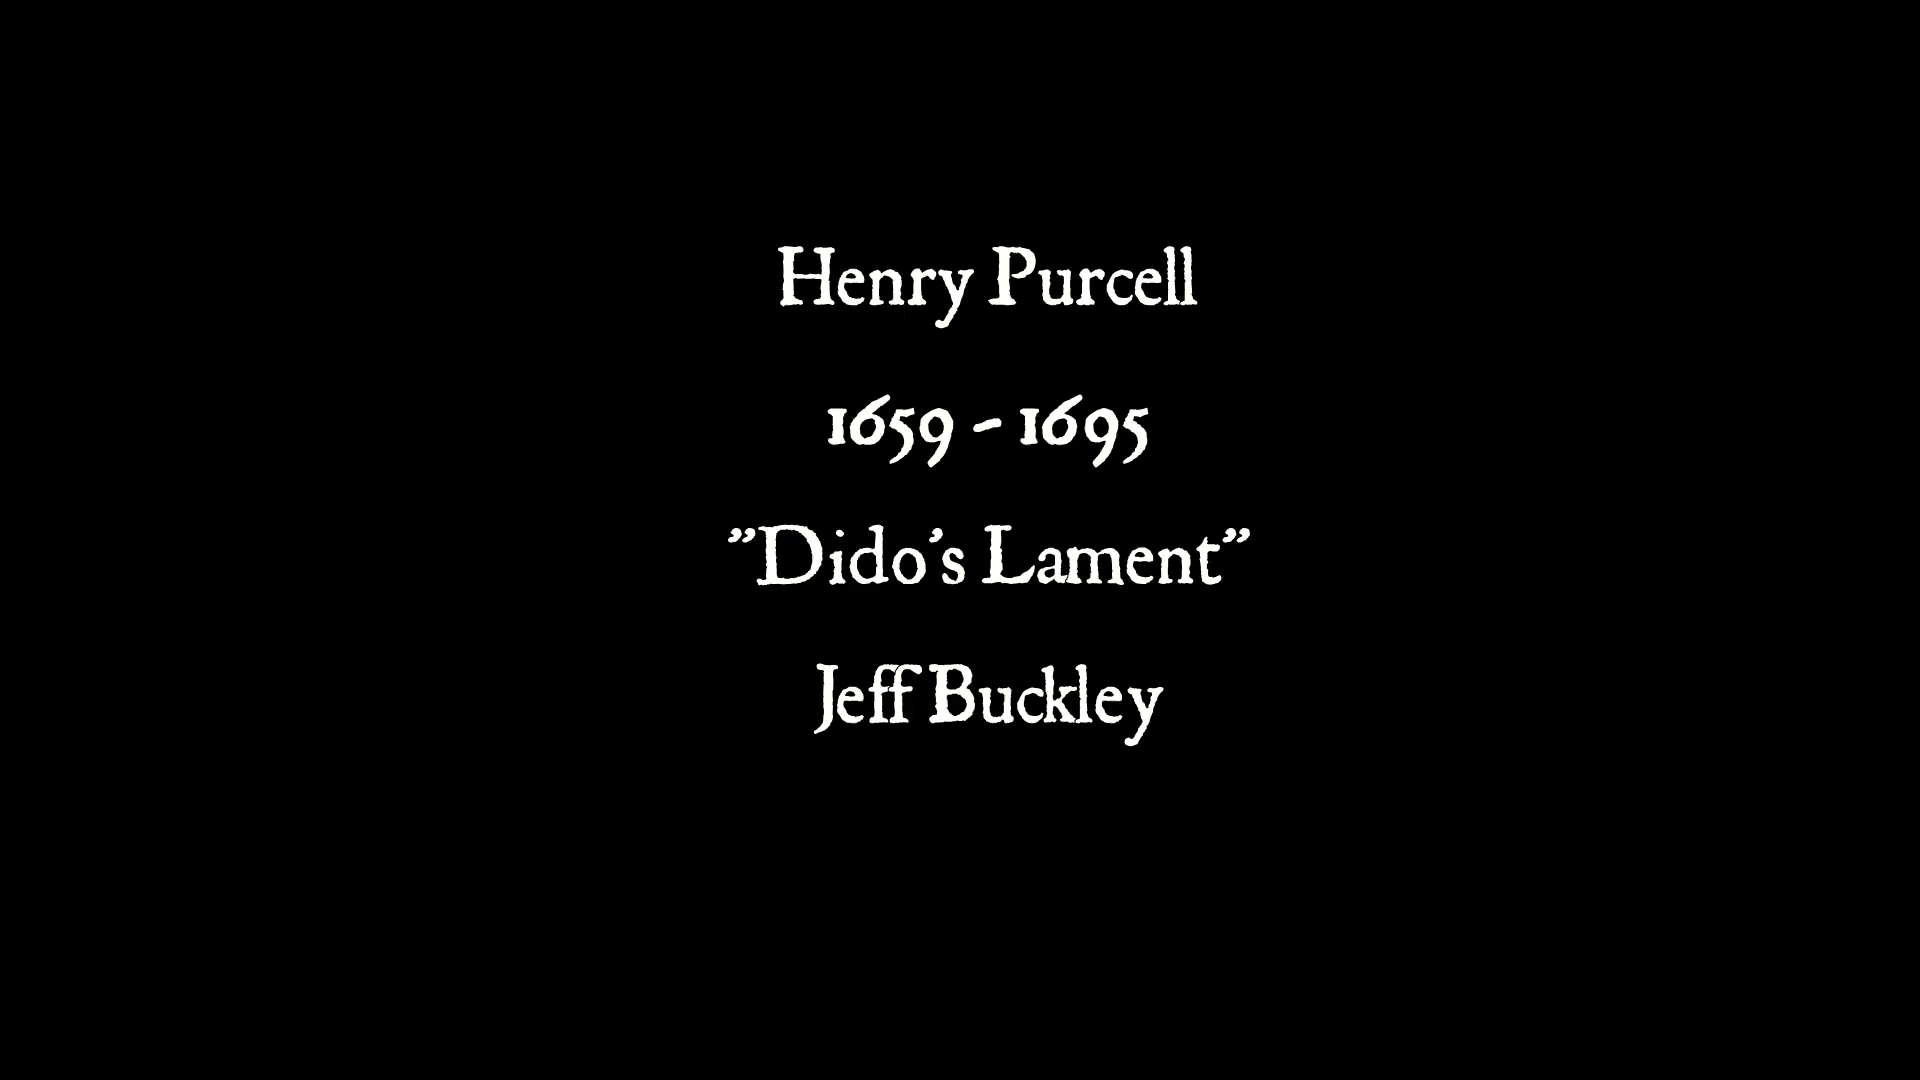 Henry Purcell
1659 - 1695
”Dido’s Lament”
Jeff Buckley